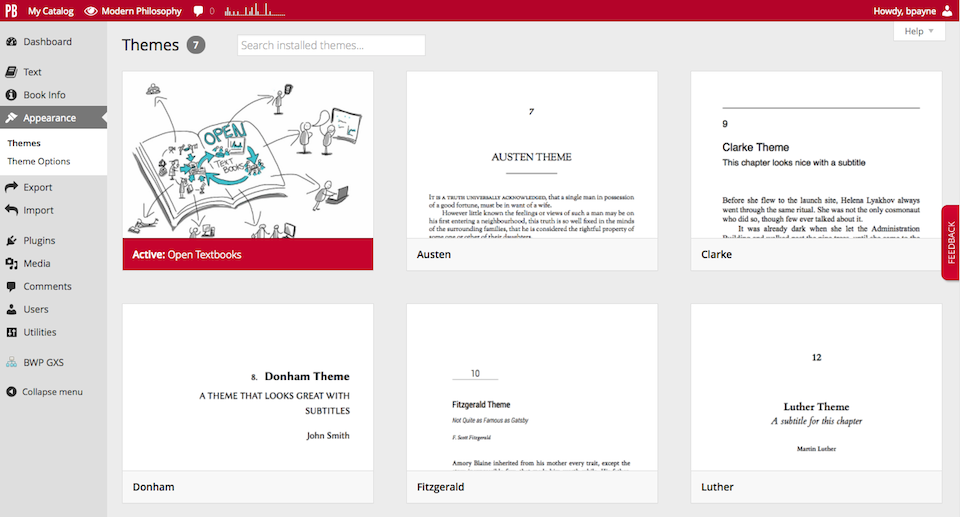 PB My Catalog Modern Philosophy 0 Howdy, bpayne
Help
Dashboard
Text
Book Info
Appearance
Themes
Theme Options
Export
Import
Plugins
Media
Comments
Users
Utilities
BWP GXS
Collapse menu
Themes 7
Search installed themes...
OPEN
TEXT
BOOKS
Active: Open Textbooks
7
AUSTEN THEME
IT IS A TRUTH UNIVERSALLY ACKNOWLEDGED, that a single man in possession
of a good fortune, must be in want of a wife.
However little known the feelings or views of such a man may be on
his first entering a neighbourhood, this truth is so well fixed in the minds
of the surrounding families, that he is considered the rightful property of
some one or other of their daughters.
Austen
9
Clarke Theme
This chapter looks nice with a subtitle
Before she flew to the launch site, Helena Lyakhov always
went through the same ritual. She was not the only cosmonaut
who did so, though few ever talked about it.
It was already dark when she let the Administration
Building and walked past the pine trees, until she came to the
Clarke
8. Donham Theme
A THEME THAT LOOKS GREAT WITH
SUBTITLES
John Smith
Donham
10
Fitzgerald Theme
Not Quite as Famous as Gatsby
F. Scott Fitzgerald
Amory Blaine inherited from his mother every trait, except the
Fitzgerald
12
Luther Theme
A subtitle for this chapter
Martin Luther
Luther
FEEDBACK